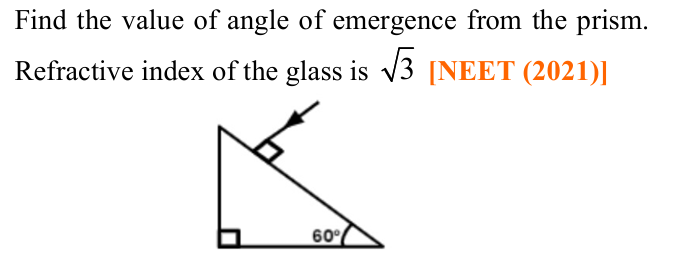 Find the value of angle of emergence from the prism.
Refractive index of the glass is √3 [NEET (2021)]
60°